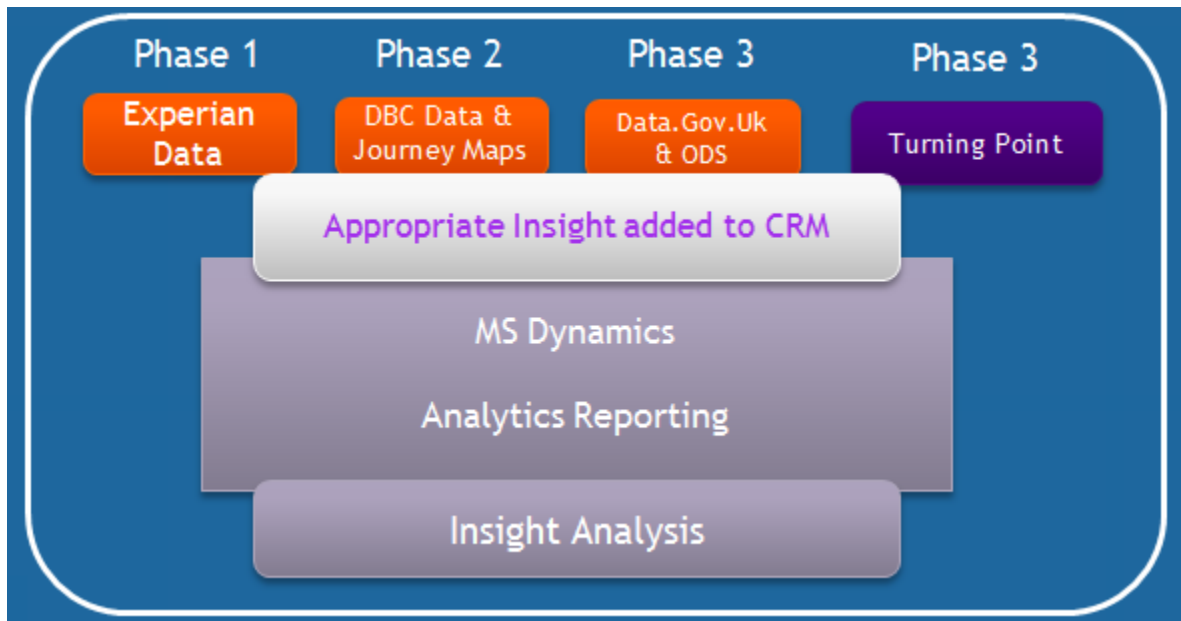 Phase 1
Phase 2
Phase 3
Phase 3
Experian
Data
DBC Data &
Journey Maps
Data.Gov.Uk
& ODS
Turning Point
Appropriate Insight added to CRM
MS Dynamics
Analytics Reporting
Insight Analysis